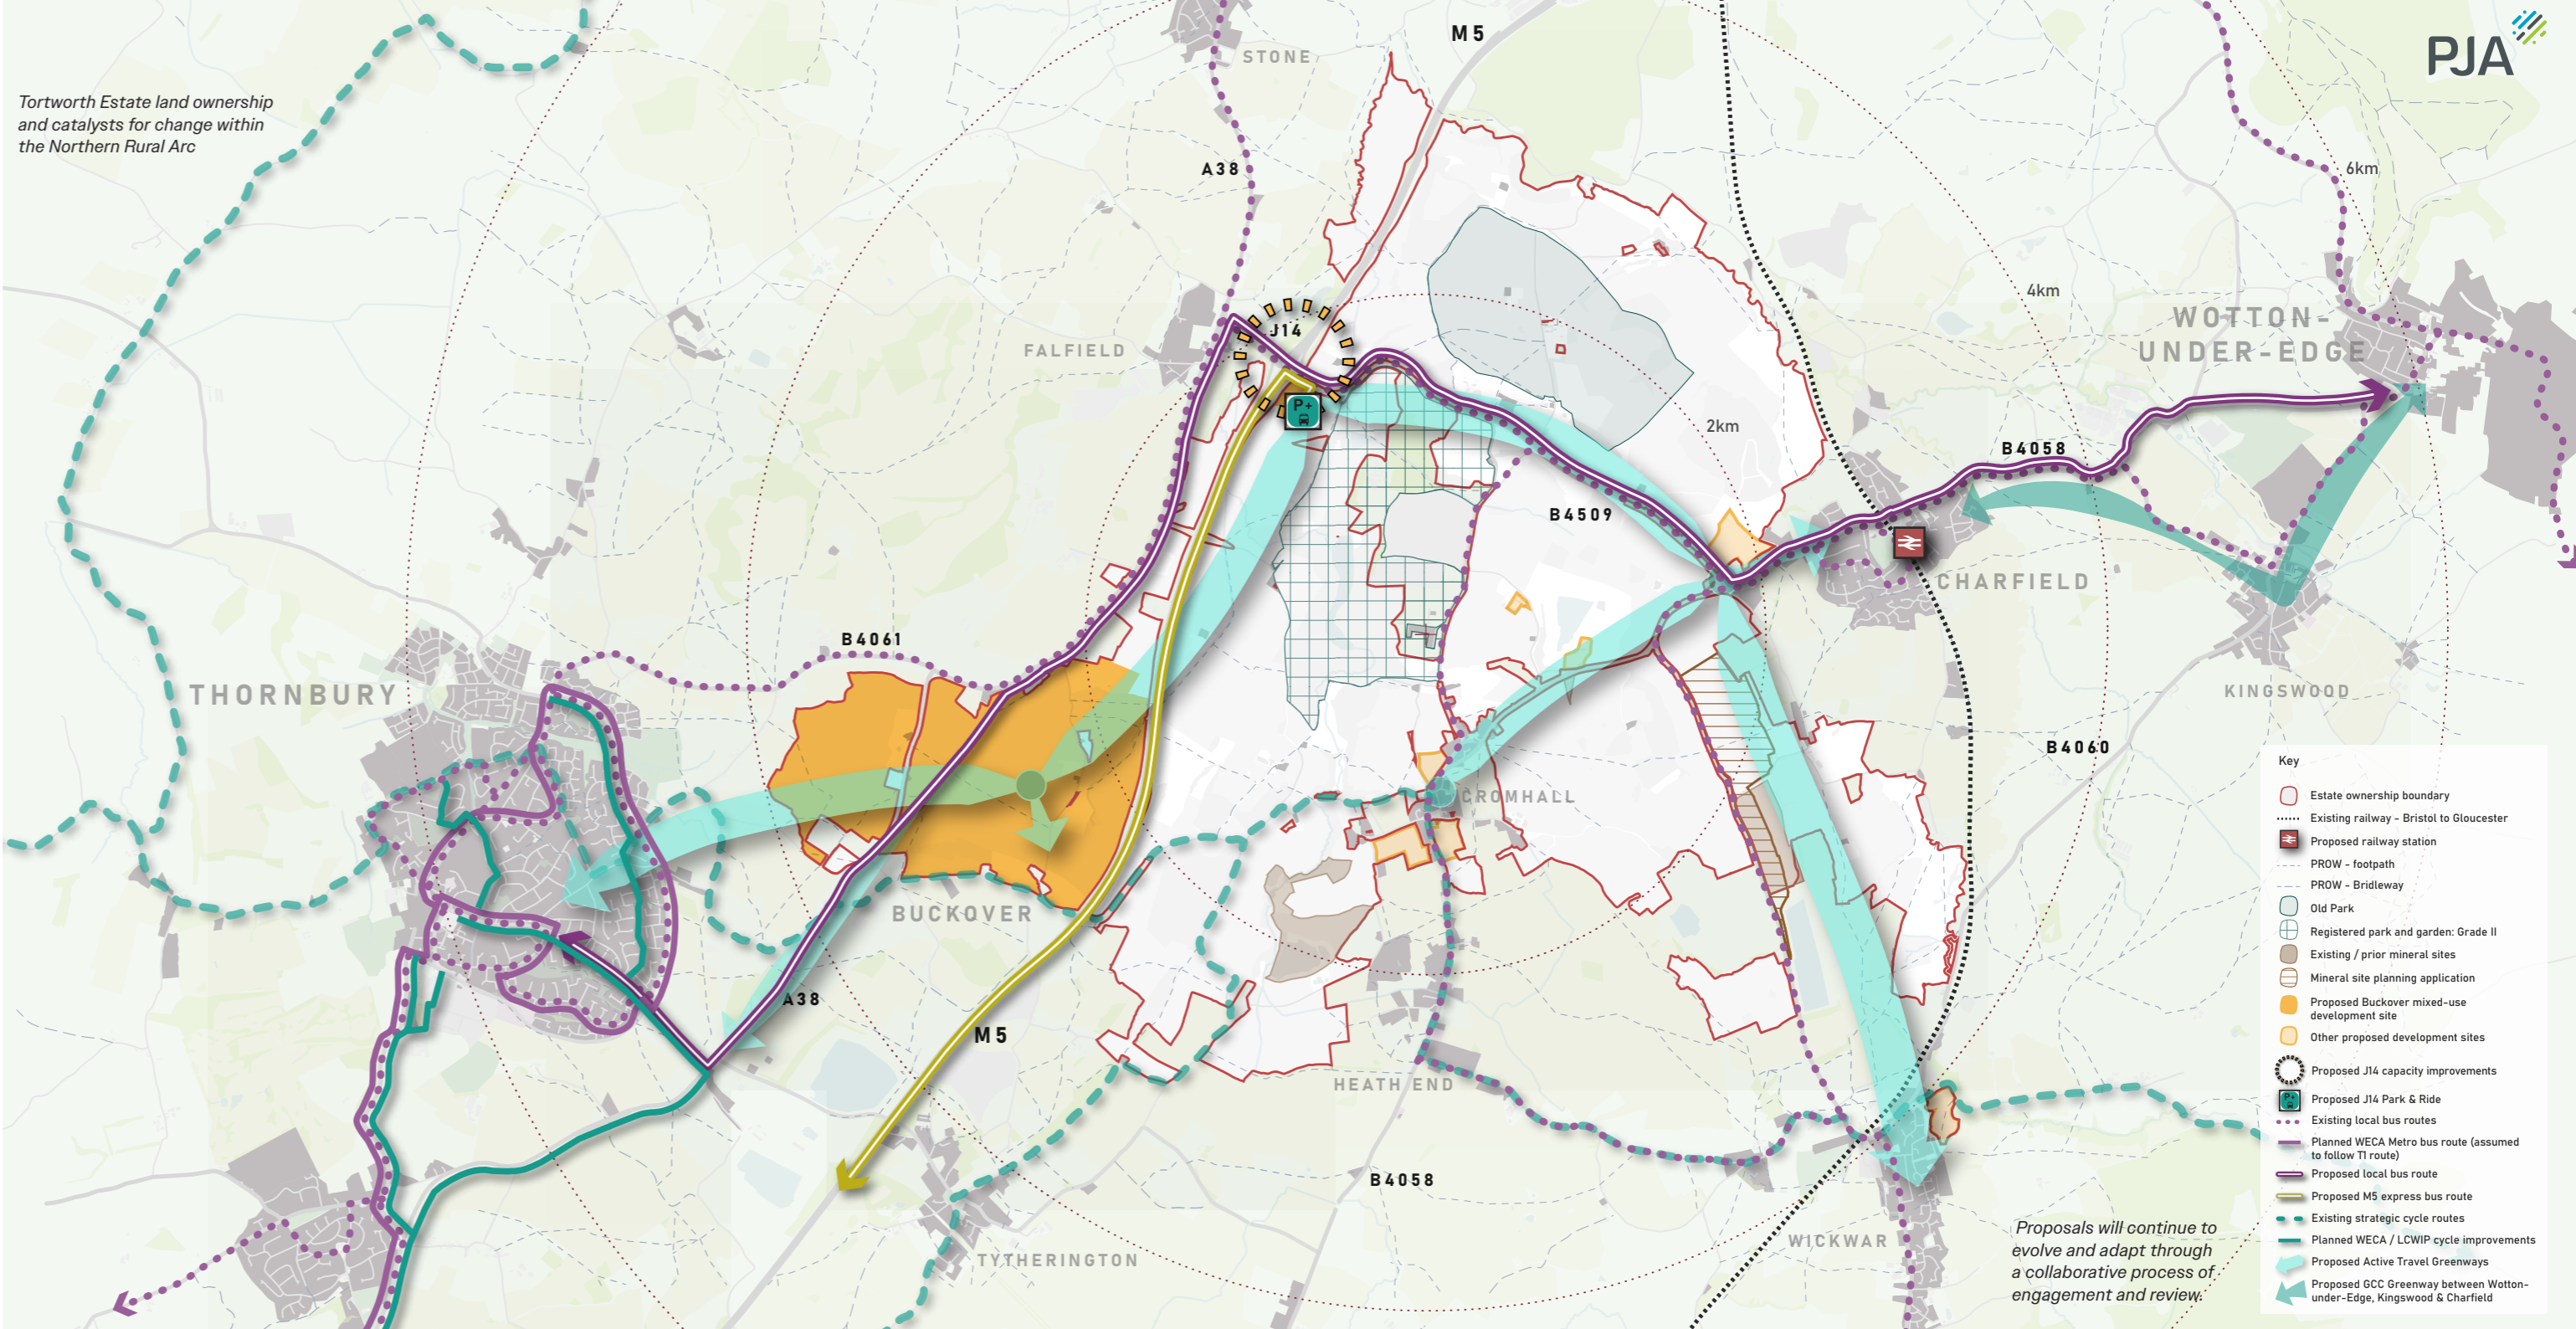 Tortworth Estate land ownership
and catalysts for change within
the Northern Rural Arc
M5
PJA
STONE
A38
6km
4km
WOTTON-
UNDER-EDGE
J14
FALFIELD
P+
2km
B4058
B4509
CHARFIELD
B4061
THORNBURY
KINGSWOOD
B4060
CROMHALL
BUCKOVER
A38
M5
HEATH END
B4058
TYTHERINGTON
WICKWAR
Key
Estate ownership boundary
Existing railway - Bristol to Gloucester
Proposed railway station
PROW - footpath
PROW - Bridleway
Old Park
Registered park and garden: Grade II
Existing / prior mineral sites
Mineral site planning application
Proposed Buckover mixed-use
development site
Other proposed development sites
Proposed J14 capacity improvements
P+
Proposed J14 Park & Ride
Existing local bus routes
Planned WECA Metro bus route (assumed
to follow T1 route)
Proposed local bus route
Proposed M5 express bus route
Existing strategic cycle routes
Planned WECA / LCWIP cycle improvements
Proposed Active Travel Greenways
Proposed GCC Greenway between Wotton-
under-Edge, Kingswood & Charfield
Proposals will continue to
evolve and adapt through
a collaborative process of
engagement and review.